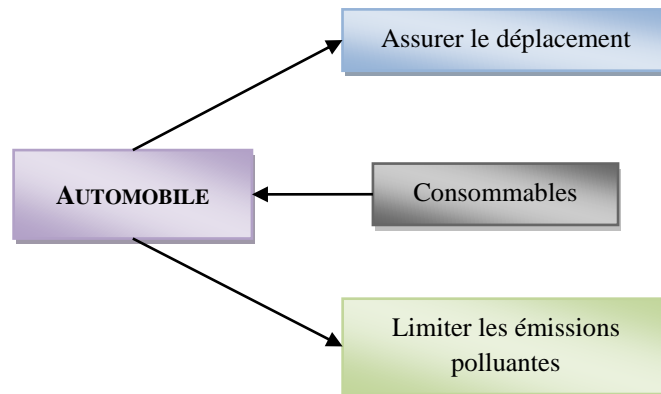 Assurer le déplacement
AUTOMOBILE
Consommables
Limiter les émissions
polluantes